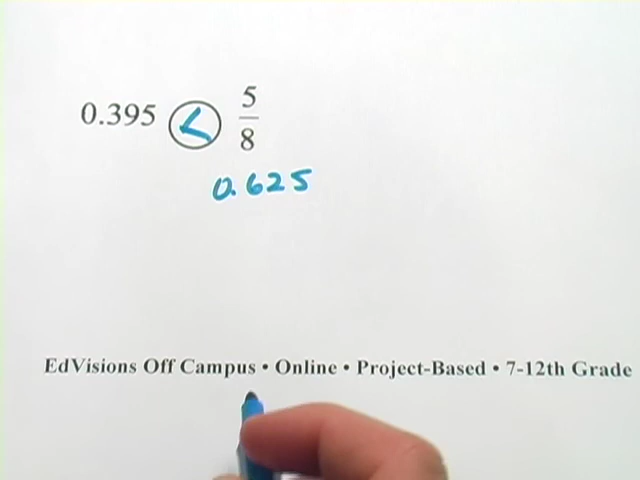 0.395 < 5/8
0.625
EdVisions Off Campus • Online • Project-Based • 7-12th Grade